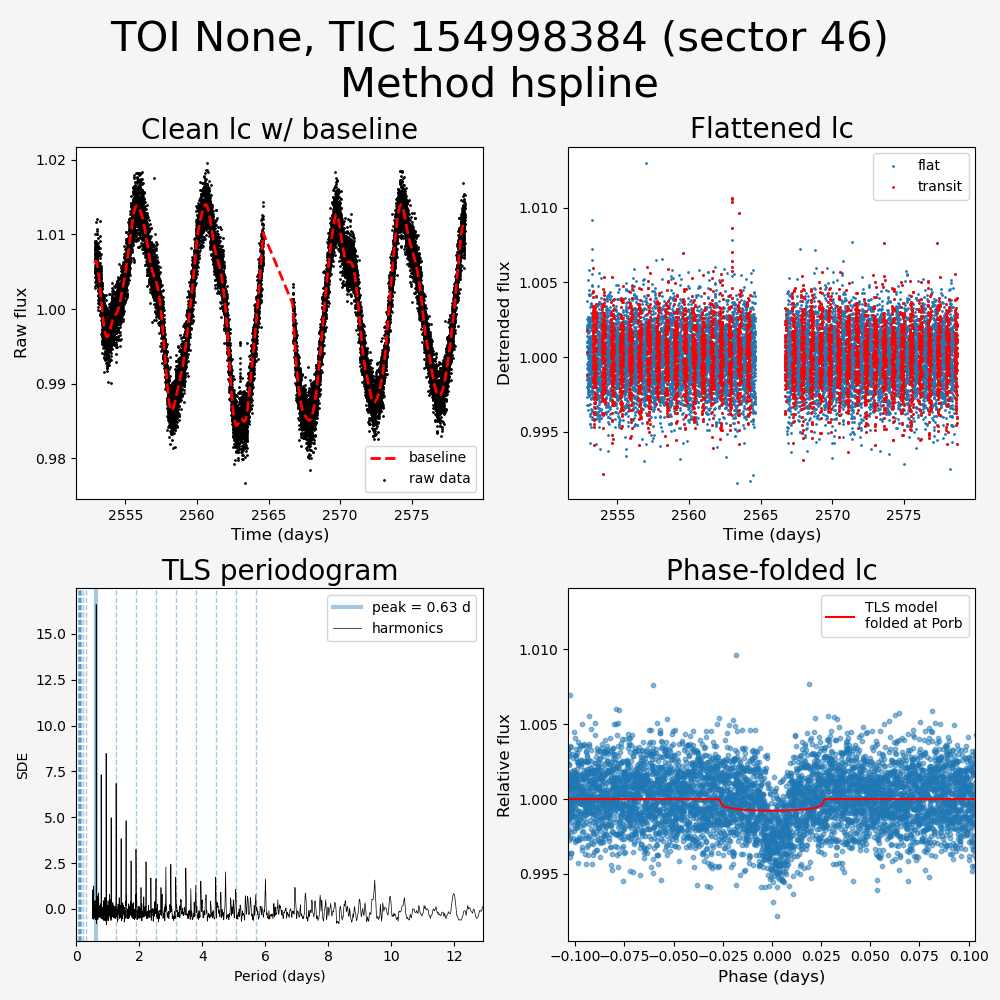 TOI None, TIC 154998384 (sector 46)
Method hspline
Clean lc w/ baseline
Raw flux
1.02
1.01
1.00
0.99
0.98
2555
2560
2565
2570
2575
Time (days)
baseline
raw data
Flattened lc
Detrended flux
1.010
1.005
1.000
0.995
2555
2560
2565
2570
2575
Time (days)
flat
transit
TLS periodogram
SDE
15.0
12.5
10.0
7.5
5.0
2.5
0.0
0
2
4
6
8
10
12
Period (days)
peak = 0.63 d
harmonics
Phase-folded lc
Relative flux
1.010
1.005
1.000
0.995
−0.100
−0.075
−0.050
−0.025
0.000
0.025
0.050
0.075
0.100
Phase (days)
TLS model
folded at Porb